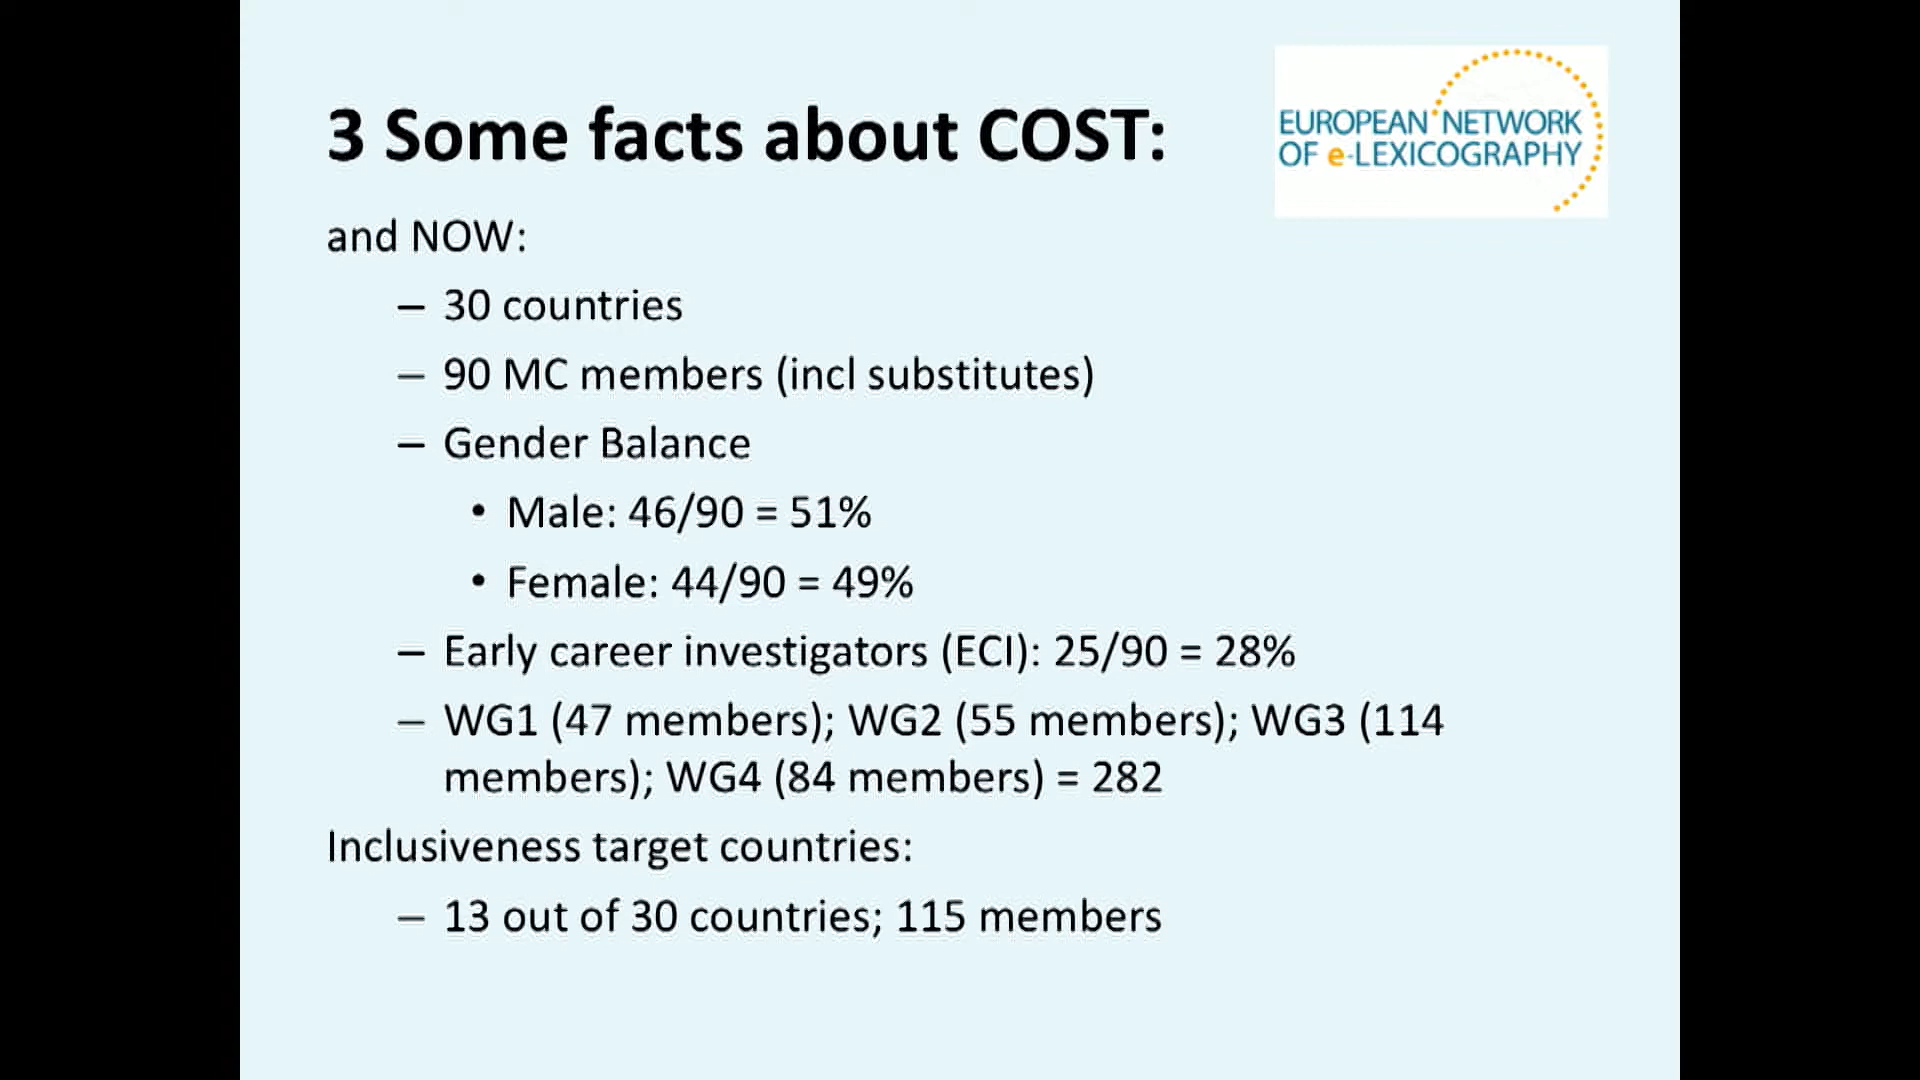 3 Some facts about COST:
EUROPEAN NETWORK
OF e-LEXICOGRAPHY
and NOW:
– 30 countries
– 90 MC members (incl substitutes)
– Gender Balance
• Male: 46/90 = 51%
• Female: 44/90 = 49%
– Early career investigators (ECI): 25/90 = 28%
– WG1 (47 members); WG2 (55 members); WG3 (114
members); WG4 (84 members) = 282
Inclusiveness target countries:
– 13 out of 30 countries; 115 members